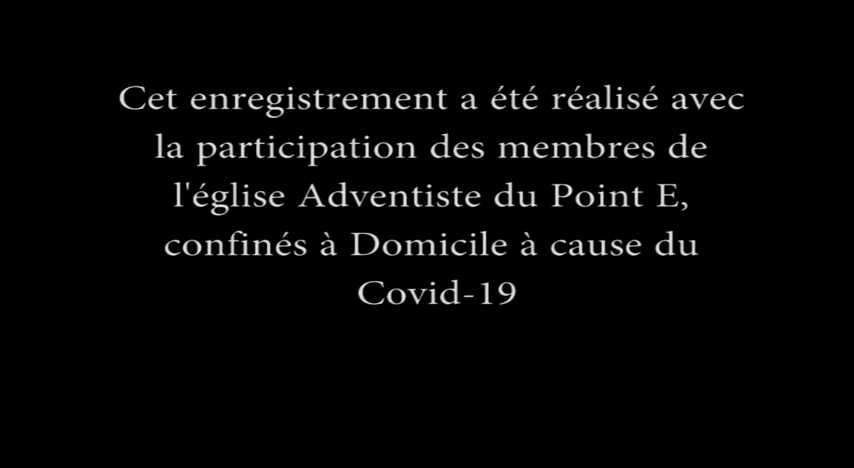 Cet enregistrement a été réalisé avec
la participation des membres de
l'église Adventiste du Point E,
confinés à Domicile à cause du
Covid-19